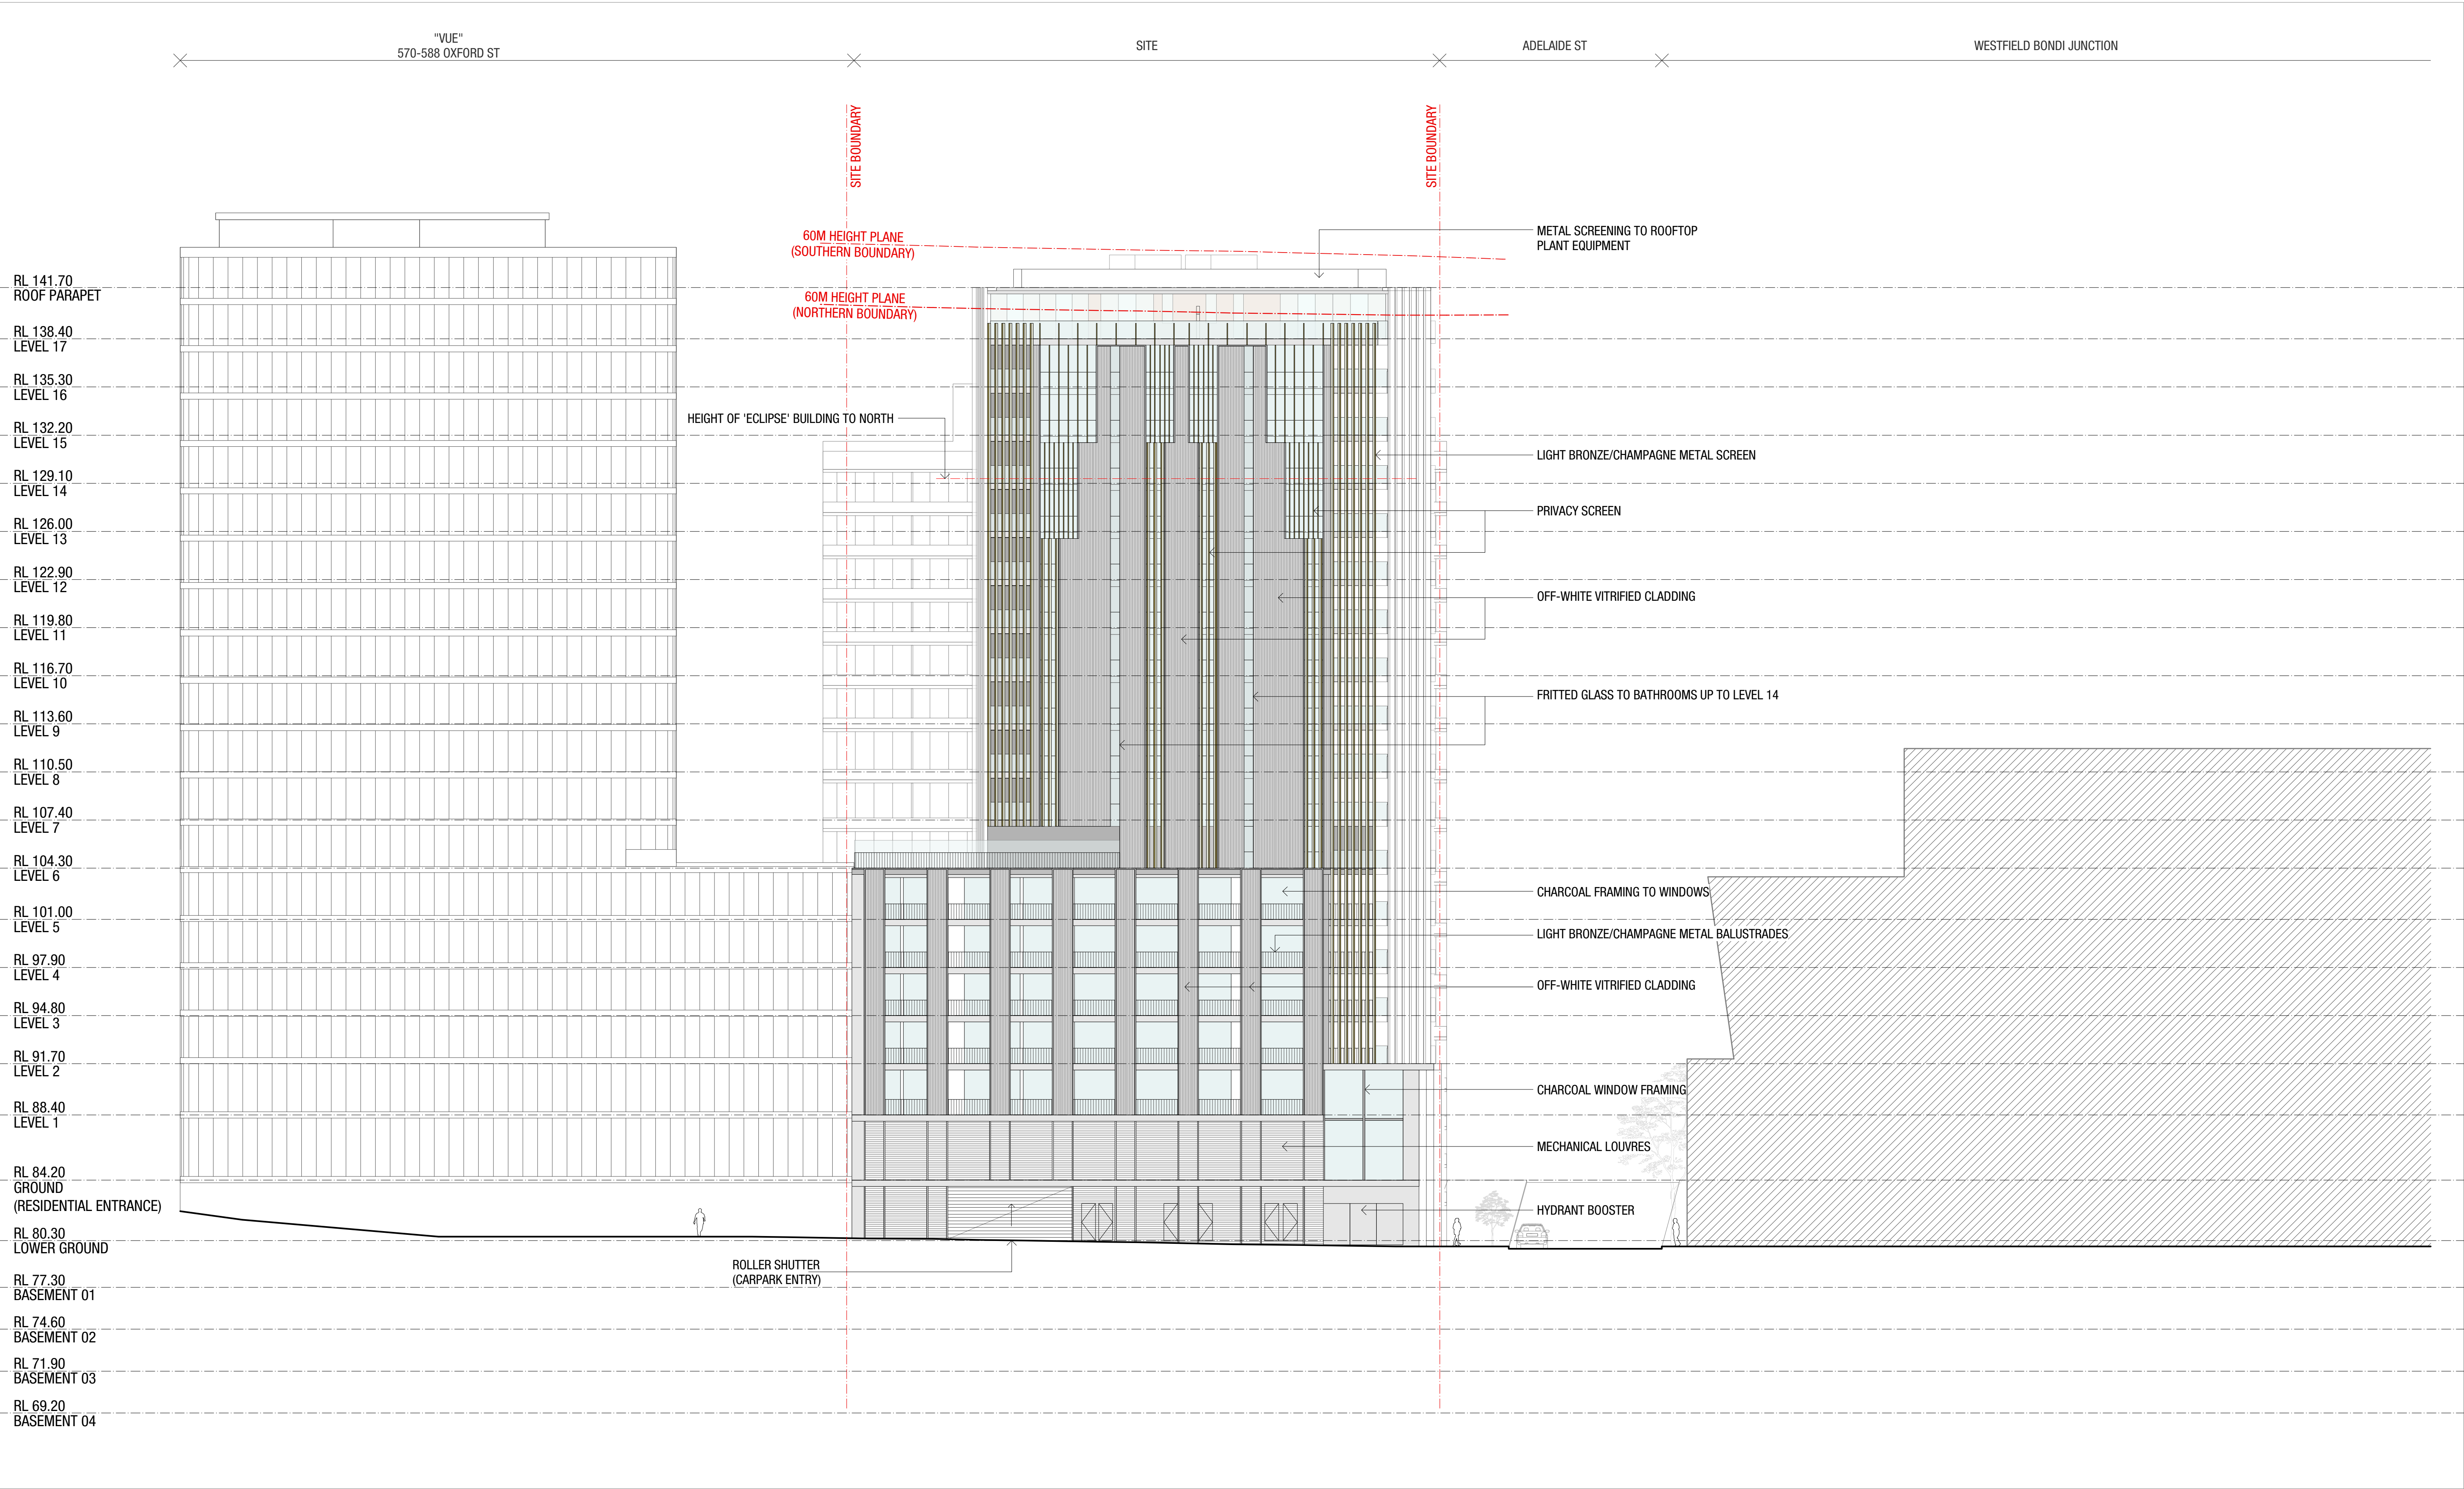 "VUE"
570-588 OXFORD ST
SITE
ADELAIDE ST
WESTFIELD BONDI JUNCTION
SITE BOUNDARY
SITE BOUNDARY
60M HEIGHT PLANE
(SOUTHERN BOUNDARY)
60M HEIGHT PLANE
(NORTHERN BOUNDARY)
METAL SCREENING TO ROOFTOP
PLANT EQUIPMENT
HEIGHT OF 'ECLIPSE' BUILDING TO NORTH
LIGHT BRONZE/CHAMPAGNE METAL SCREEN
PRIVACY SCREEN
OFF-WHITE VITRIFIED CLADDING
FRITTED GLASS TO BATHROOMS UP TO LEVEL 14
CHARCOAL FRAMING TO WINDOWS
LIGHT BRONZE/CHAMPAGNE METAL BALUSTRADES
OFF-WHITE VITRIFIED CLADDING
CHARCOAL WINDOW FRAMING
MECHANICAL LOUVRES
HYDRANT BOOSTER
ROLLER SHUTTER
(CARPARK ENTRY)
RL 141.70
ROOF PARAPET
RL 138.40
LEVEL 17
RL 135.30
LEVEL 16
RL 132.20
LEVEL 15
RL 129.10
LEVEL 14
RL 126.00
LEVEL 13
RL 122.90
LEVEL 12
RL 119.80
LEVEL 11
RL 116.70
LEVEL 10
RL 113.60
LEVEL 9
RL 110.50
LEVEL 8
RL 107.40
LEVEL 7
RL 104.30
LEVEL 6
RL 101.00
LEVEL 5
RL 97.90
LEVEL 4
RL 94.80
LEVEL 3
RL 91.70
LEVEL 2
RL 88.40
LEVEL 1
RL 84.20
GROUND
(RESIDENTIAL ENTRANCE)
RL 80.30
LOWER GROUND
RL 77.30
BASEMENT 01
RL 74.60
BASEMENT 02
RL 71.90
BASEMENT 03
RL 69.20
BASEMENT 04